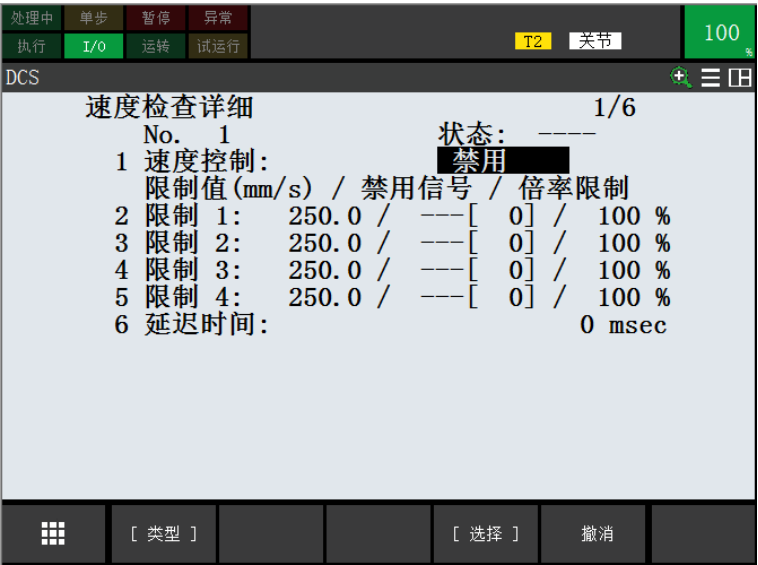 处理中 单步 暂停 异常
执行 I/O 运转 试运行 T2 关节 100 %
DCS
速度检查详细 1/6
No. 1 状态: ----
1 速度控制: 禁用
限制值(mm/s) / 禁用信号 / 倍率限制
2 限制 1: 250.0 / ---[ 0] / 100 %
3 限制 2: 250.0 / ---[ 0] / 100 %
4 限制 3: 250.0 / ---[ 0] / 100 %
5 限制 4: 250.0 / ---[ 0] / 100 %
6 延迟时间: 0 msec
[ 类型 ] [ 选择 ] 撤消